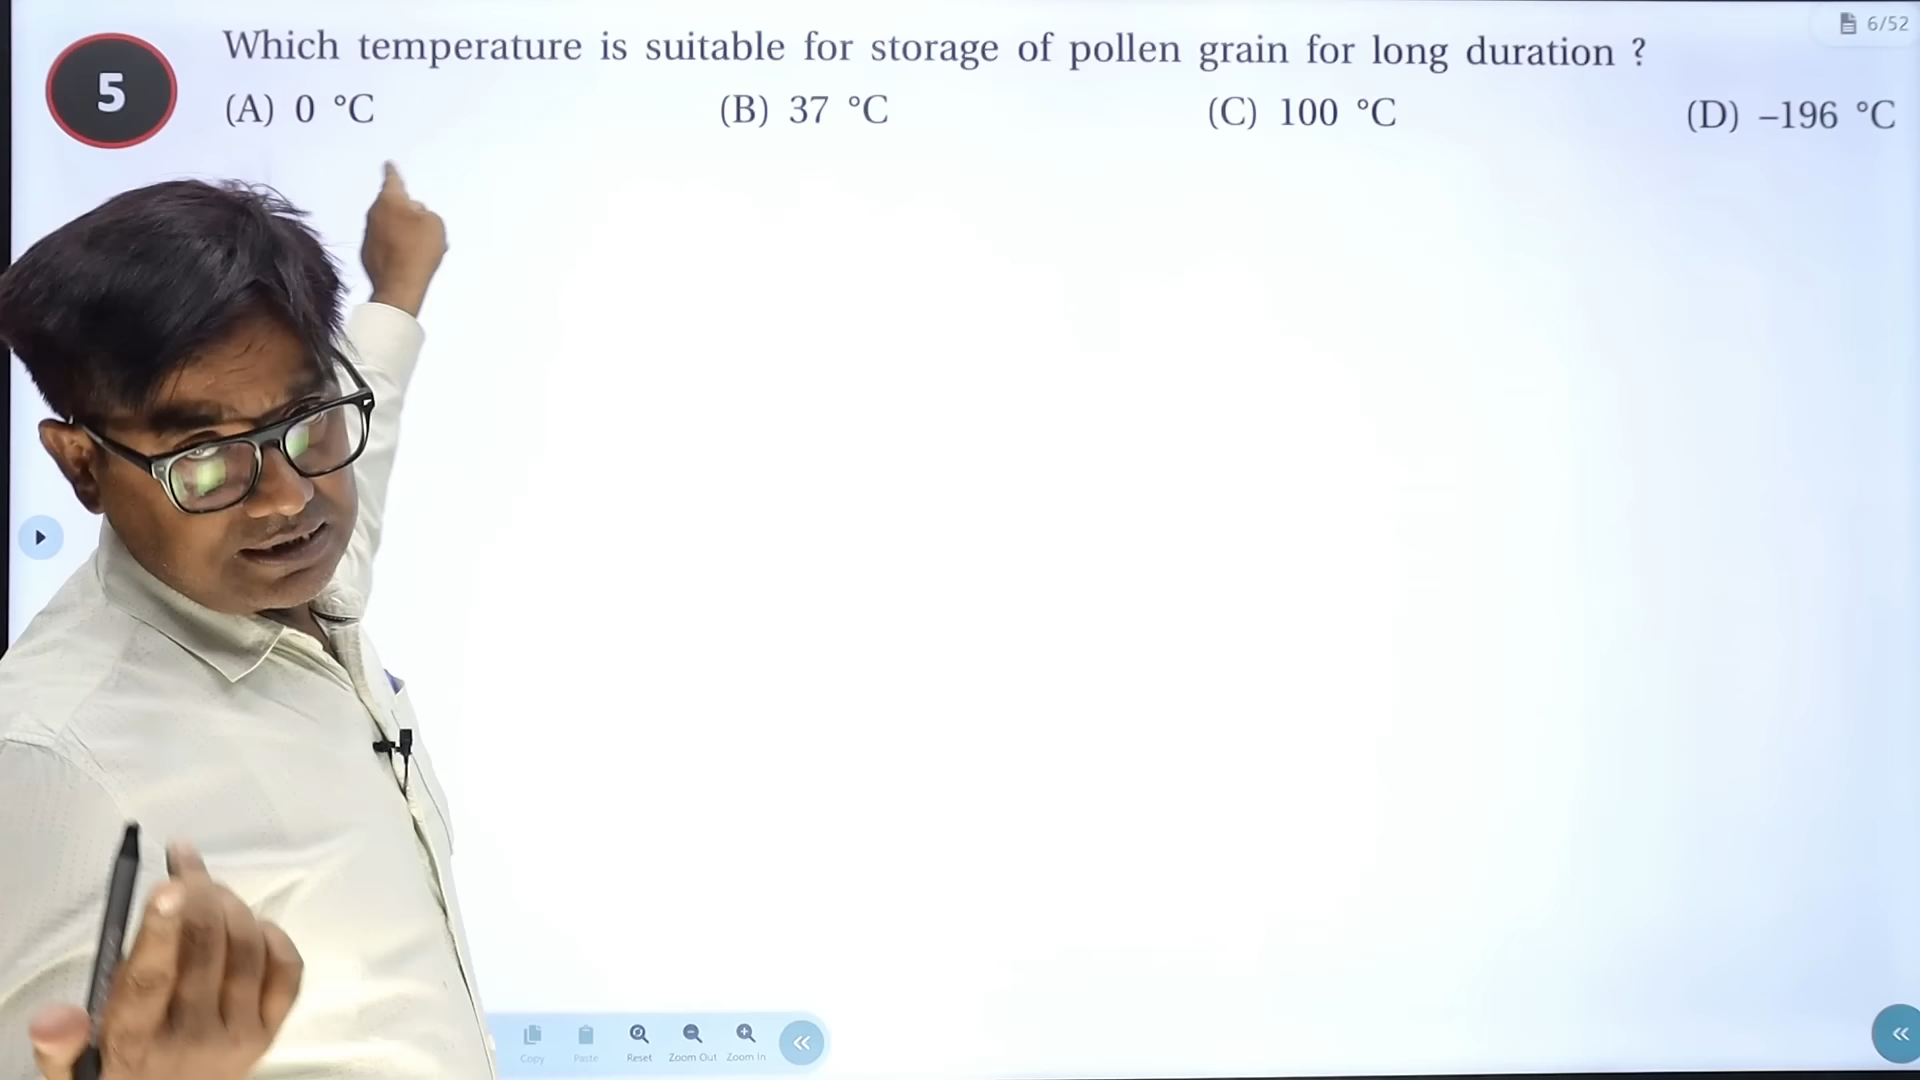 6/52
5
Which temperature is suitable for storage of pollen grain for long duration ?
(A) 0 °C (B) 37 °C (C) 100 °C (D) –196 °C
Copy Paste Reset Zoom Out Zoom In